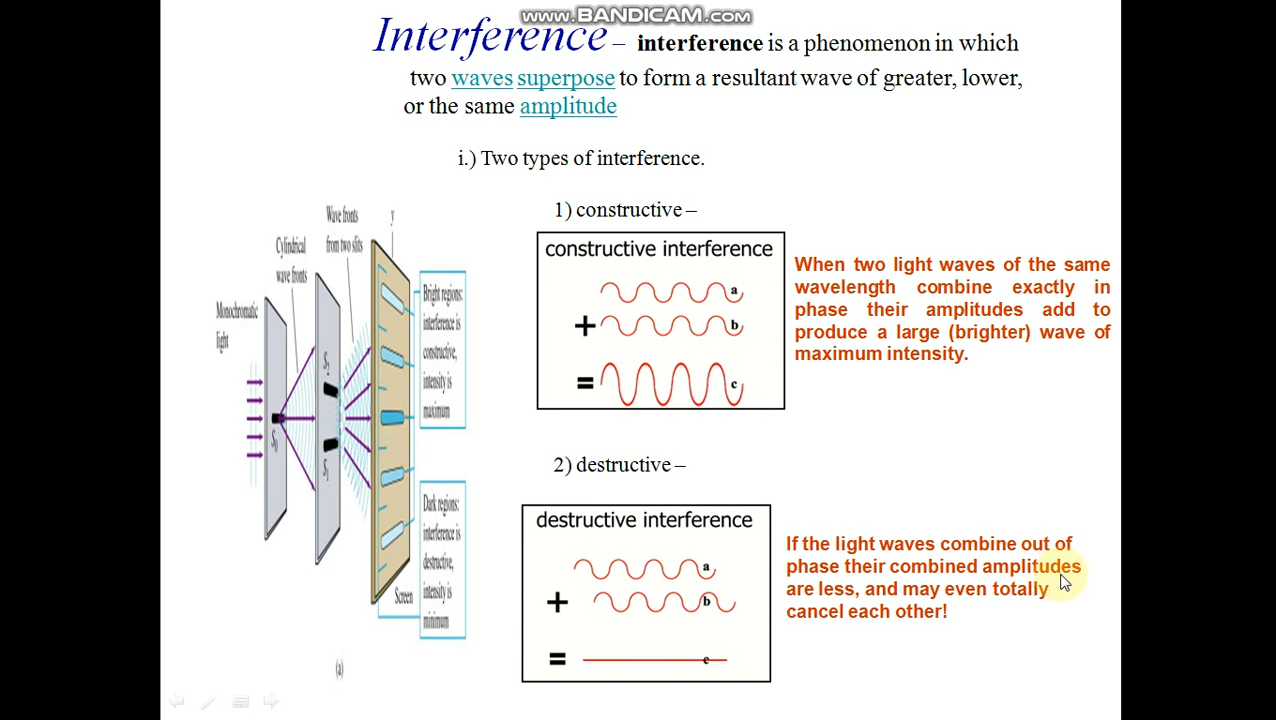 www.BANDICAM.com
Interference – interference is a phenomenon in which
two waves superpose to form a resultant wave of greater, lower,
or the same amplitude
i.) Two types of interference.
1) constructive –
constructive interference
a
+
b
=
c
When two light waves of the same
wavelength combine exactly in
phase their amplitudes add to
produce a large (brighter) wave of
maximum intensity.
2) destructive –
destructive interference
a
+
b
=
c
If the light waves combine out of
phase their combined amplitudes
are less, and may even totally
cancel each other!
Monochromatic
light
Cylindrical
wave fronts
Wave fronts
from two slits
y
S0
S2
S1
Bright regions:
interference is
constructive,
intensity is
maximum
Dark regions:
interference is
destructive,
intensity is
minimum
Screen
(a)